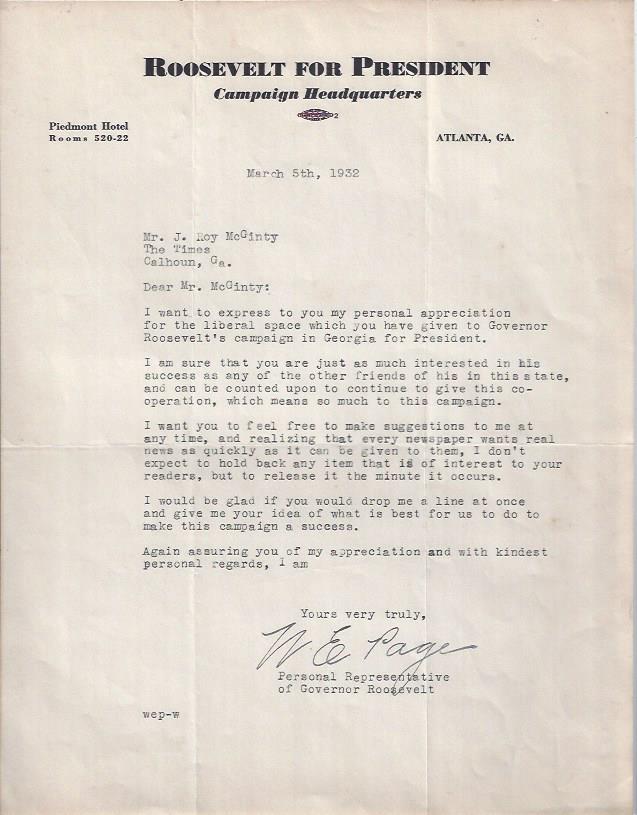 ROOSEVELT FOR PRESIDENT
Campaign Headquarters
2
Piedmont Hotel
Rooms 520-22
ATLANTA, GA.
March 5th, 1932
Mr. J. Roy McGinty
The Times
Calhoun, Ga.
Dear Mr. McGinty:
I want to express to you my personal appreciation
for the liberal space which you have given to Governor
Roosevelt's campaign in Georgia for President.
I am sure that you are just as much interested in his
success as any of the other friends of his in this state,
and can be counted upon to continue to give this co-
operation, which means so much to this campaign.
I want you to feel free to make suggestions to me at
any time, and realizing that every newspaper wants real
news as quickly as it can be given to them, I don't
expect to hold back any item that is of interest to your
readers, but to release it the minute it occurs.
I would be glad if you would drop me a line at once
and give me your idea of what is best for us to do to
make this campaign a success.
Again assuring you of my appreciation and with kindest
personal regards, I am
Yours very truly,
W E Page
Personal Representative
of Governor Roosevelt
wep-w